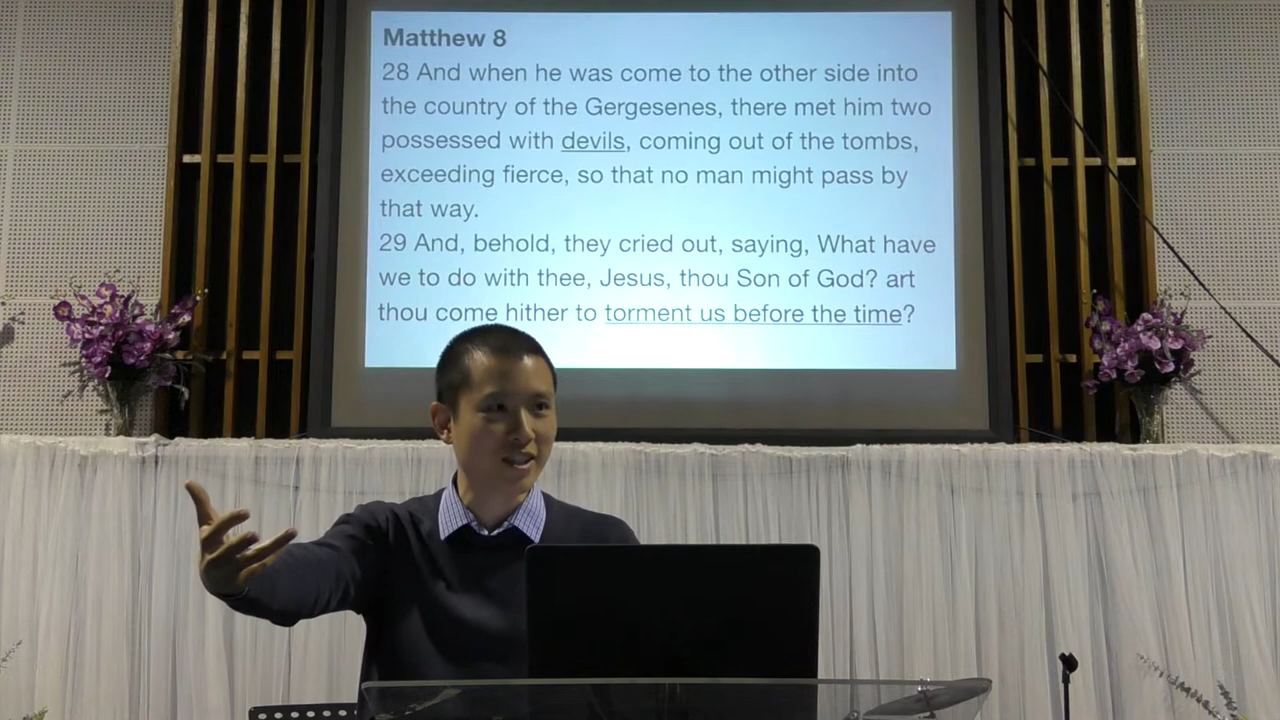 Matthew 8
28 And when he was come to the other side into
the country of the Gergesenes, there met him two
possessed with devils, coming out of the tombs,
exceeding fierce, so that no man might pass by
that way.
29 And, behold, they cried out, saying, What have
we to do with thee, Jesus, thou Son of God? art
thou come hither to torment us before the time?